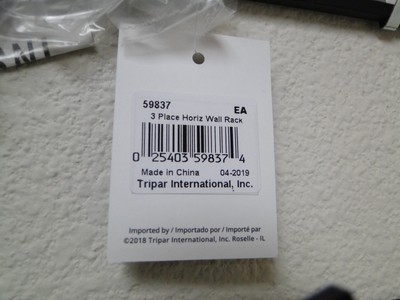 59837 EA
3 Place Horiz Wall Rack
0 25403 59837 4
Made in China 04-2019
Tripar International, Inc.
Imported by / Importado por / Importé par
©2018 Tripar International, Inc. Roselle - IL